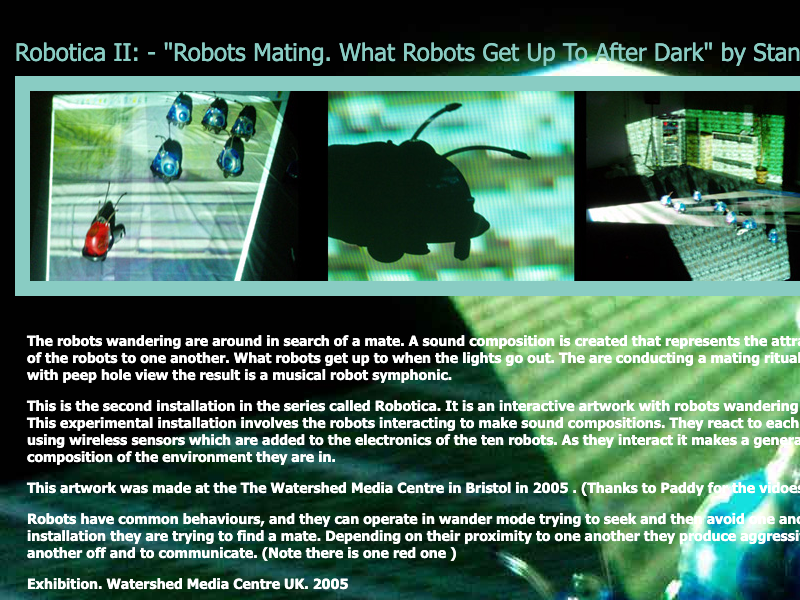 Robotica II: - "Robots Mating. What Robots Get Up To After Dark" by Stan
The robots wandering are around in search of a mate. A sound composition is created that represents the attra
of the robots to one another. What robots get up to when the lights go out. The are conducting a mating ritual
with peep hole view the result is a musical robot symphonic.
This is the second installation in the series called Robotica. It is an interactive artwork with robots wandering
This experimental installation involves the robots interacting to make sound compositions. They react to each
using wireless sensors which are added to the electronics of the ten robots. As they interact it makes a genera
composition of the environment they are in.
This artwork was made at the The Watershed Media Centre in Bristol in 2005 . (Thanks to Paddy for the vidoes
Robots have common behaviours, and they can operate in wander mode trying to seek and they avoid one and
installation they are trying to find a mate. Depending on their proximity to one another they produce aggressi
another off and to communicate. (Note there is one red one )
Exhibition. Watershed Media Centre UK. 2005